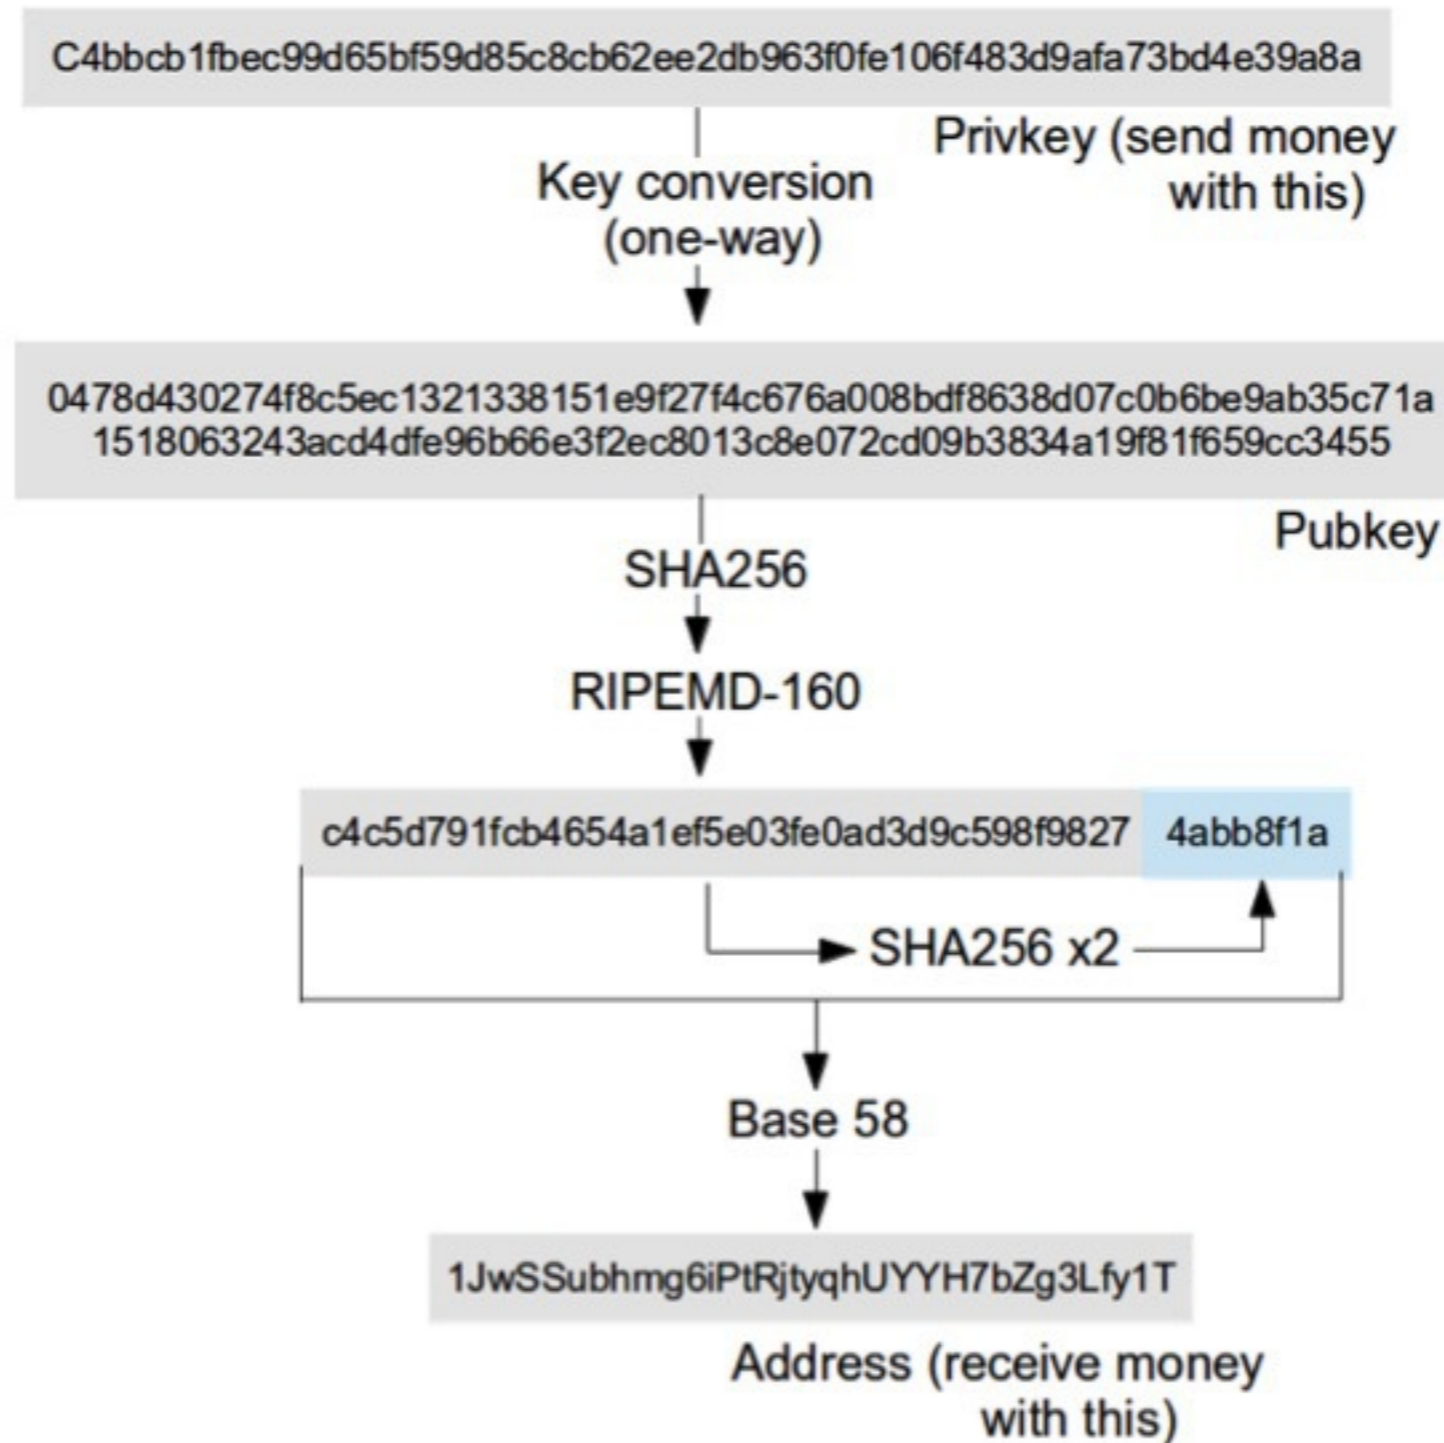 C4bbcb1fbec99d65bf59d85c8cb62ee2db963f0fe106f483d9afa73bd4e39a8a
Privkey (send money
with this)
Key conversion
(one-way)
0478d430274f8c5ec1321338151e9f27f4c676a008bdf8638d07c0b6be9ab35c71a
1518063243acd4dfe96b66e3f2ec8013c8e072cd09b3834a19f81f659cc3455
Pubkey
SHA256
RIPEMD-160
c4c5d791fcb4654a1ef5e03fe0ad3d9c598f9827 4abb8f1a
SHA256 x2
Base 58
1JwSSubhmg6iPtRjtyqhUYYH7bZg3Lfy1T
Address (receive money
with this)